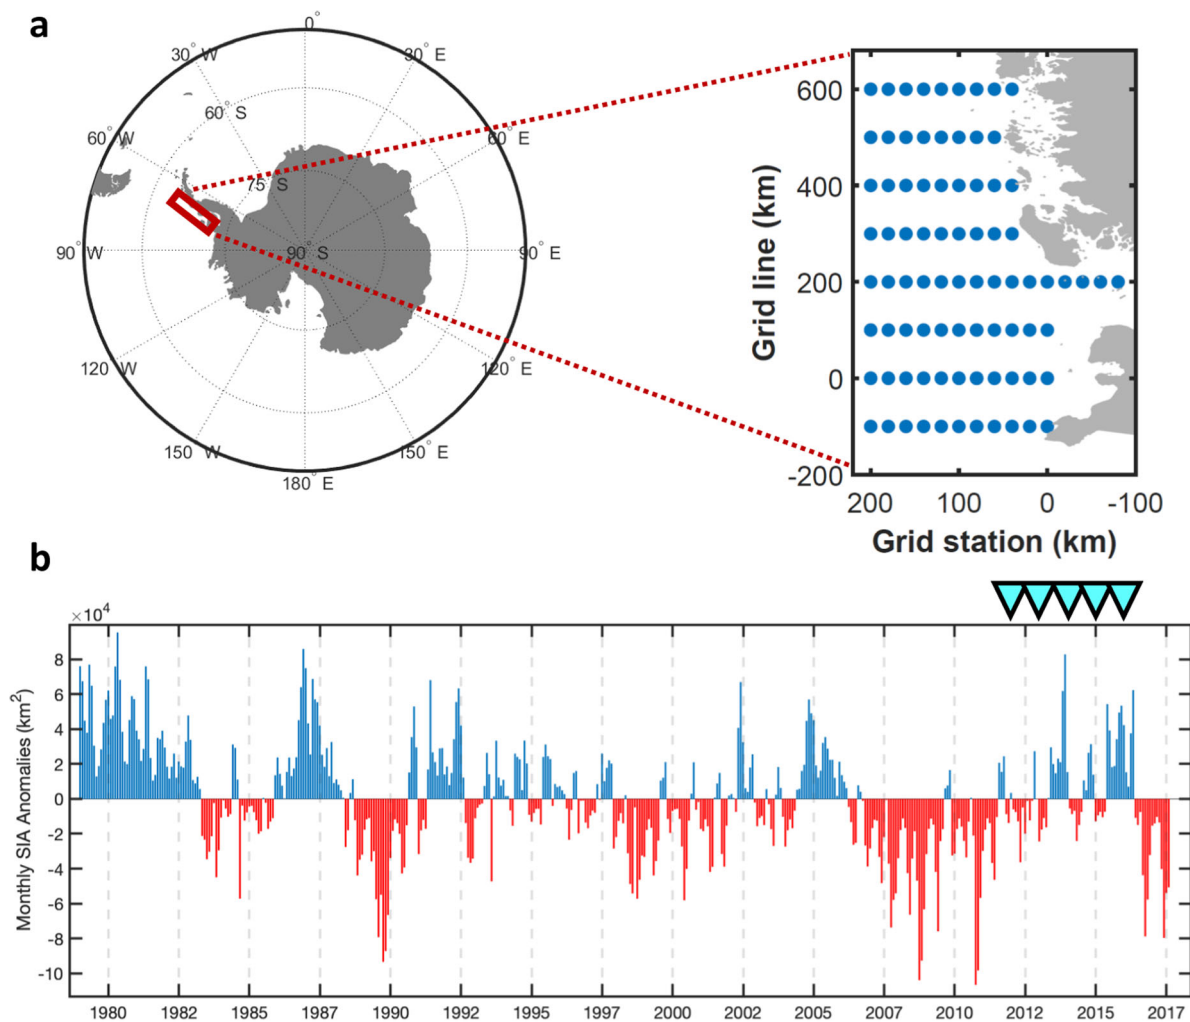 a
0° 
30° W
30° E
60° S
60° W
60° E
75° S
90° W
90° S
90° E
120° W
120° E
150° W
150° E
180° E
600
400
200
0
-200
Grid line (km)
200 100 0 -100
Grid station (km)
b
×10⁴
8
6
4
2
0
-2
-4
-6
-8
-10
Monthly SIA Anomalies (km²)
1980 1982 1985 1987 1990 1992 1995 1997 2000 2002 2005 2007 2010 2012 2015 2017